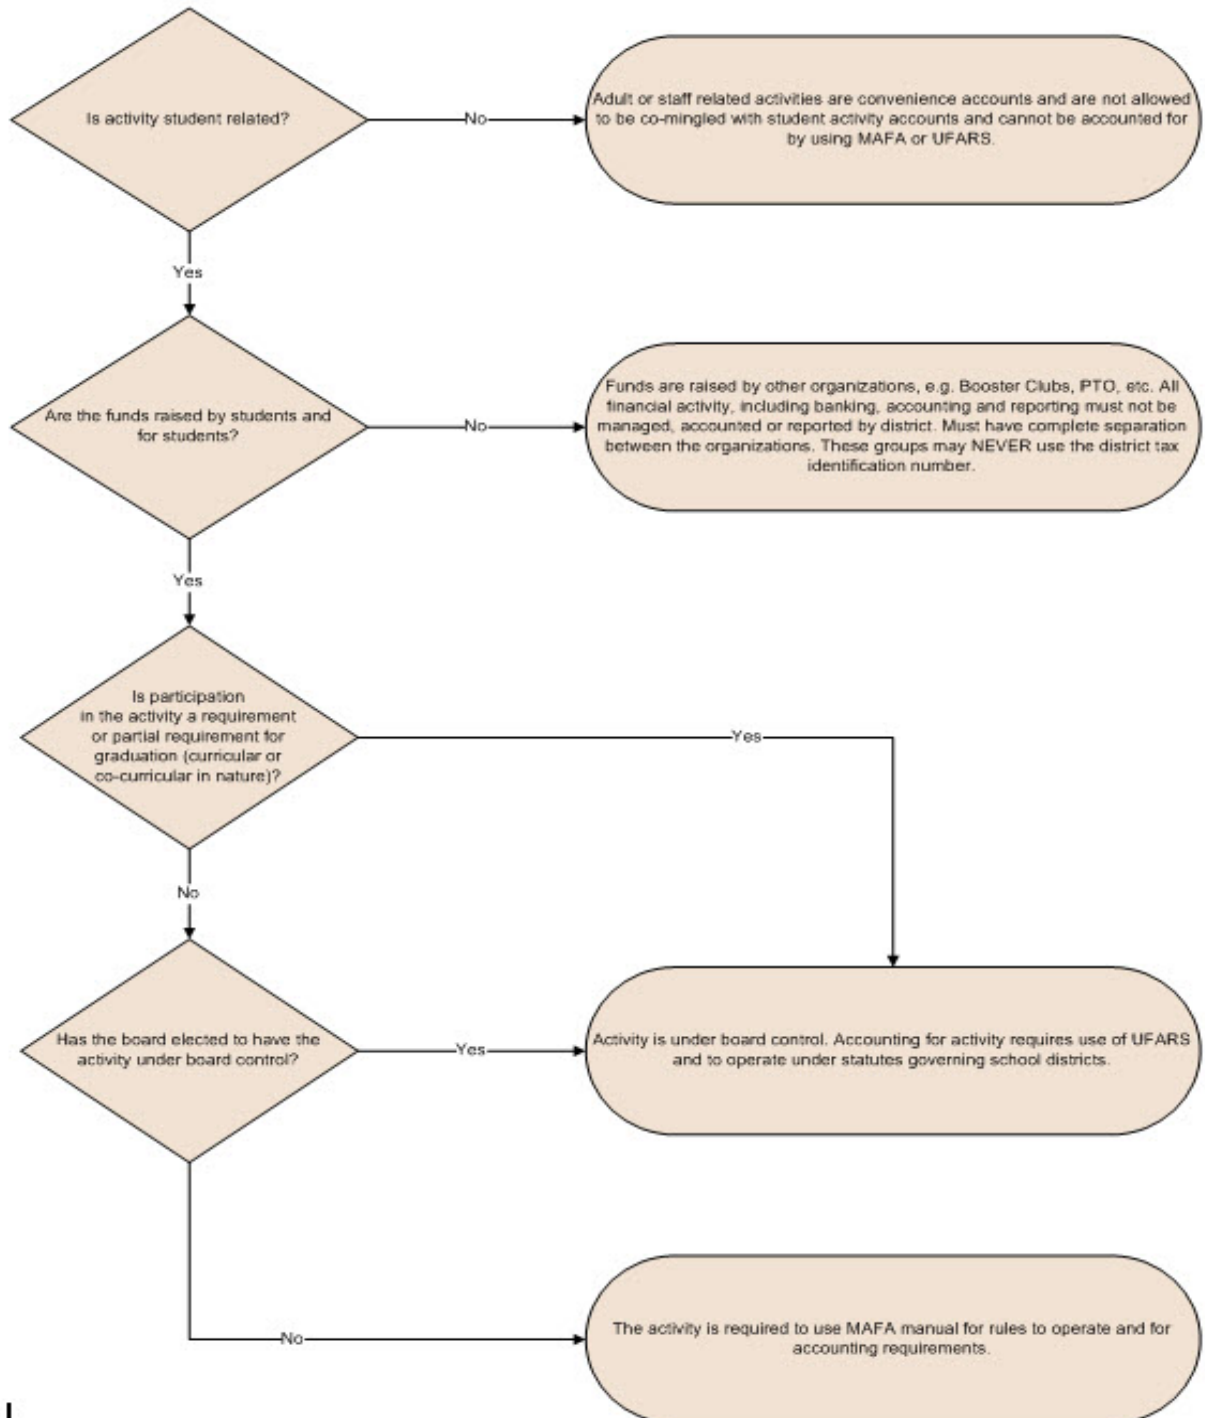 Is activity student related?
No
Adult or staff related activities are convenience accounts and are not allowed
to be co-mingled with student activity accounts and cannot be accounted for
by using MAFA or UFARS.
Yes
Are the funds raised by students and
for students?
No
Funds are raised by other organizations, e.g. Booster Clubs, PTO, etc. All
financial activity, including banking, accounting and reporting must not be
managed, accounted or reported by district. Must have complete separation
between the organizations. These groups may NEVER use the district tax
identification number.
Yes
Is participation
in the activity a requirement
or partial requirement for
graduation (curricular or
co-curricular in nature)?
Yes
No
Has the board elected to have the
activity under board control?
Yes
Activity is under board control. Accounting for activity requires use of UFARS
and to operate under statutes governing school districts.
No
The activity is required to use MAFA manual for rules to operate and for
accounting requirements.